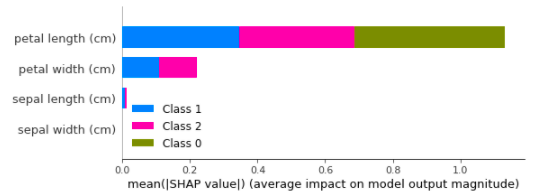 petal length (cm)
petal width (cm)
sepal length (cm)
sepal width (cm)
Class 1
Class 2
Class 0
0.0 0.2 0.4 0.6 0.8 1.0
mean(|SHAP value|) (average impact on model output magnitude)